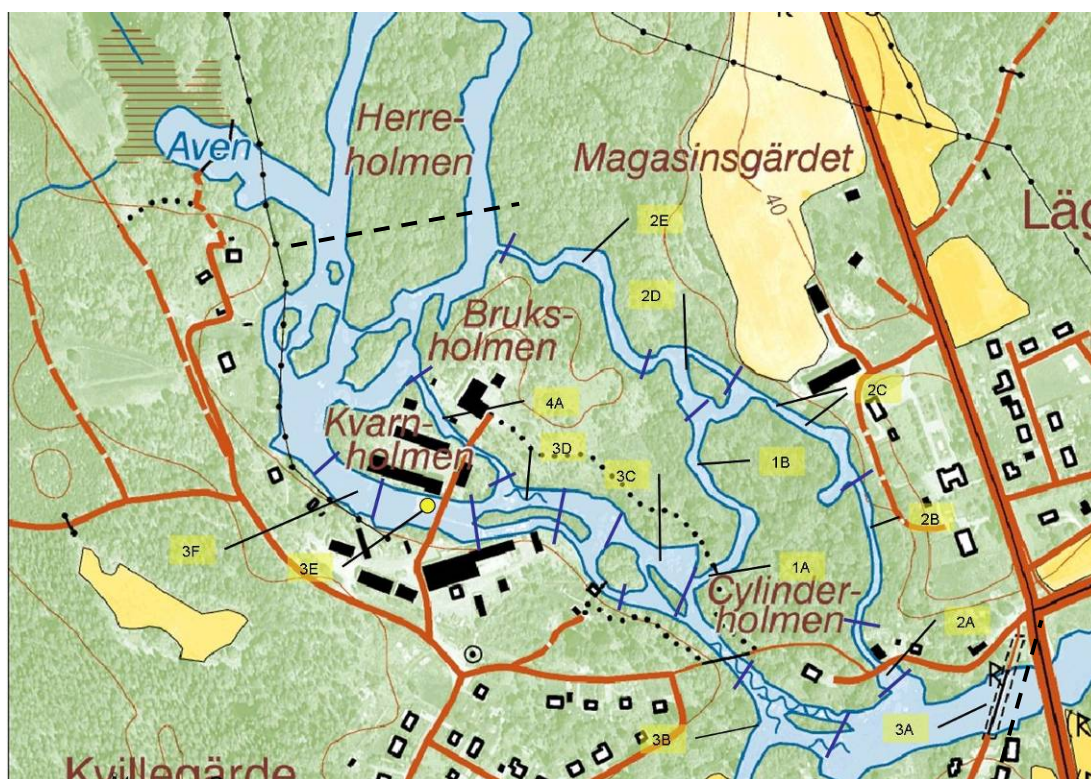 Herre-
holmen
Aven
Magasinsgärdet
40
Läg
2E
2D
Bruks-
holmen
2C
4A
Kvarn-
holmen
3D
3C
1B
2B
3F
3E
1A
Cylinder-
holmen
2A
R
3A
3B
(K
Kvillegärde